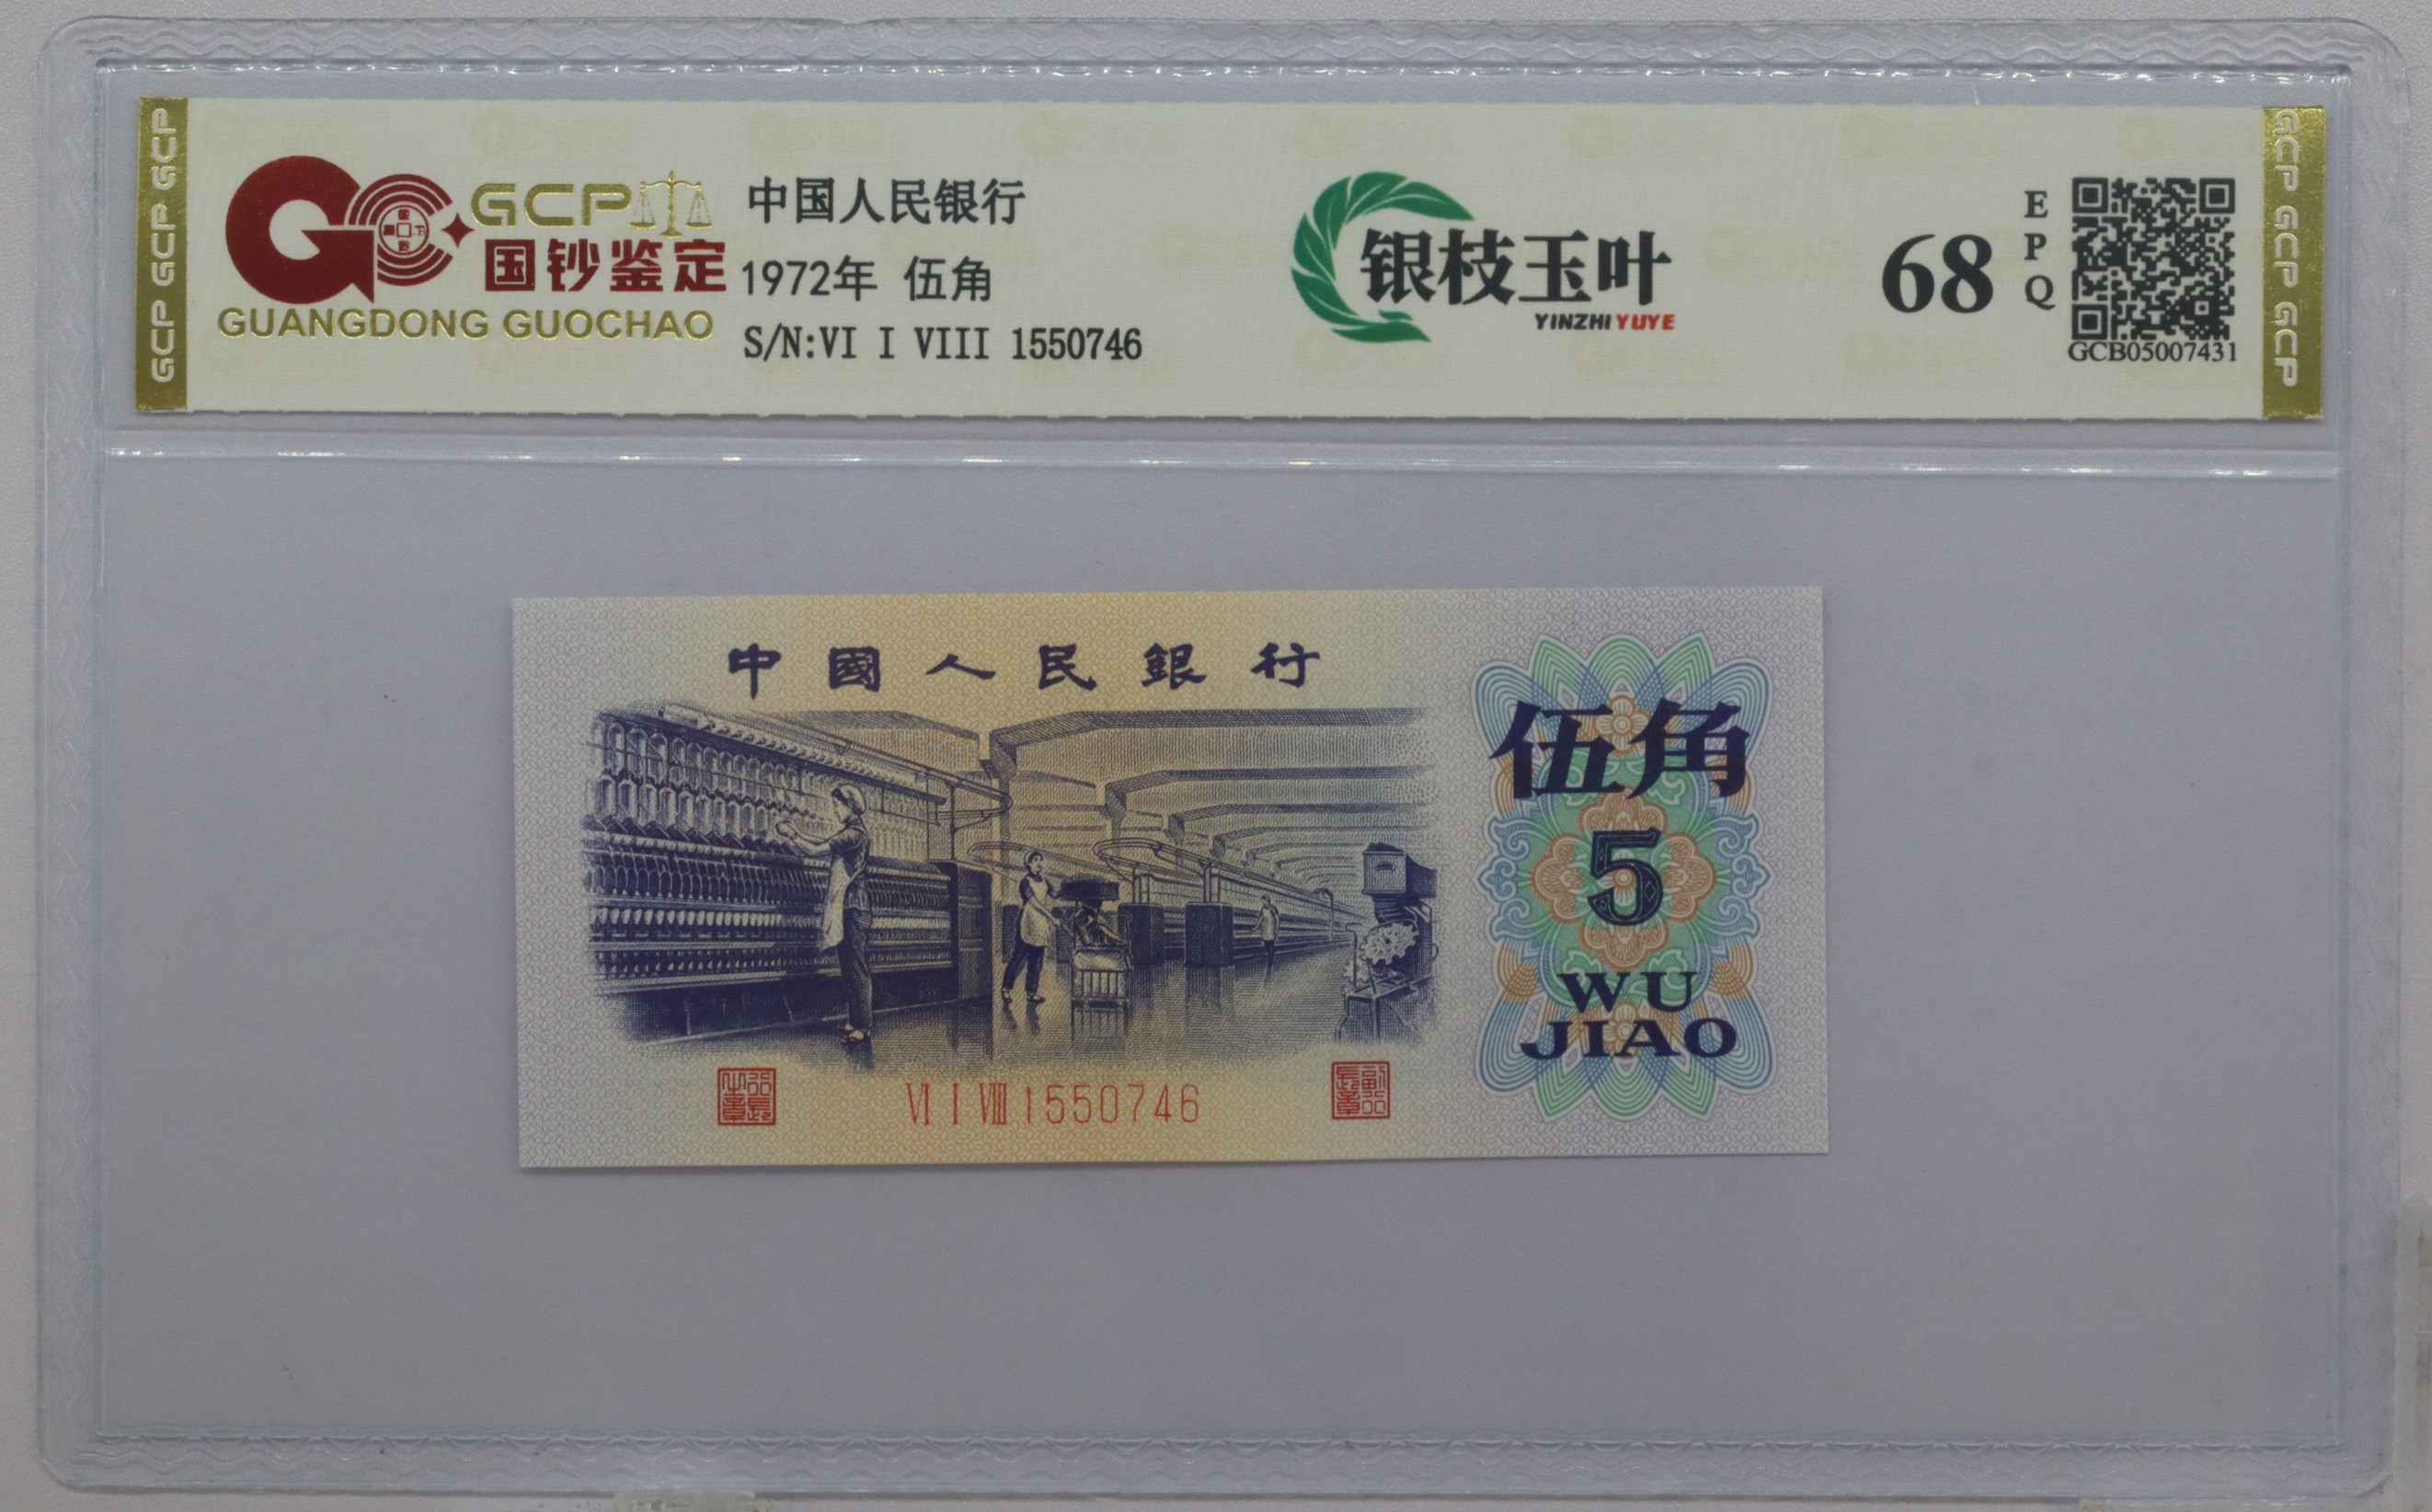 GCP GCP GCP
GCP
国钞鉴定
GUANGDONG GUOCHAO
中国人民银行
1972年 伍角
S/N:VI I VIII 1550746
银枝玉叶
YINZHIYUYE
68
EPQ
GCB05007431
GCP GCP GCP
中國人民銀行
伍角
5
WU
JIAO
VI I VIII 1550746